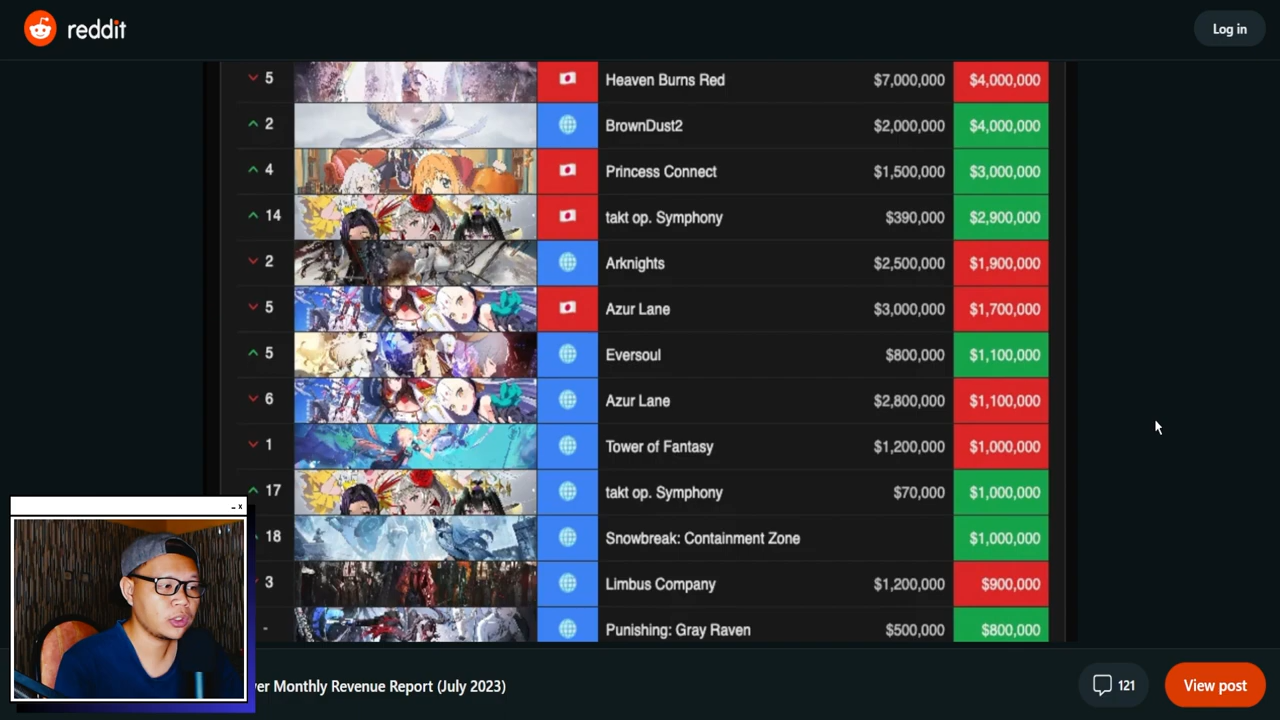 reddit
Log in
5 Heaven Burns Red $7,000,000 $4,000,000
2 BrownDust2 $2,000,000 $4,000,000
4 Princess Connect $1,500,000 $3,000,000
14 takt op. Symphony $390,000 $2,900,000
2 Arknights $2,500,000 $1,900,000
5 Azur Lane $3,000,000 $1,700,000
5 Eversoul $800,000 $1,100,000
6 Azur Lane $2,800,000 $1,100,000
1 Tower of Fantasy $1,200,000 $1,000,000
17 takt op. Symphony $70,000 $1,000,000
18 Snowbreak: Containment Zone $1,000,000
3 Limbus Company $1,200,000 $900,000
- Punishing: Gray Raven $500,000 $800,000
Monthly Revenue Report (July 2023)
121
View post